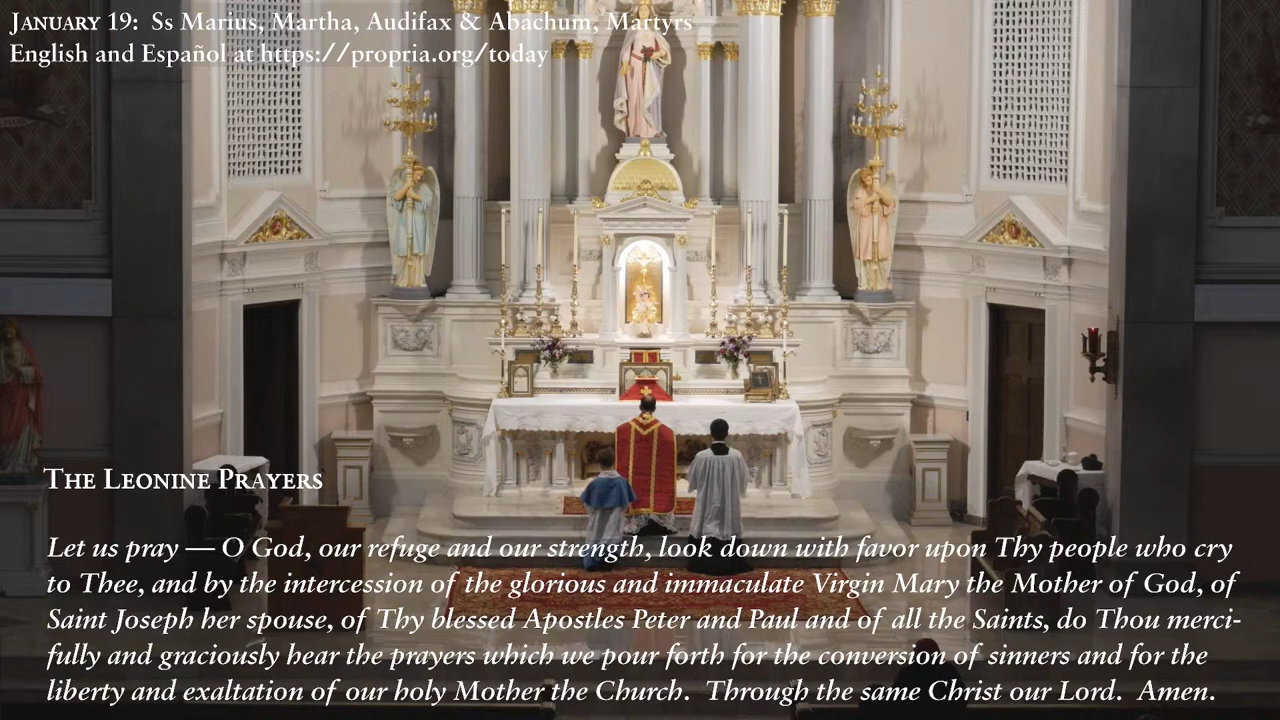 January 19:  Ss Marius, Martha, Audifax & Abachum, Martyrs
English and Español at https://propria.org/today
The Leonine Prayers
Let us pray — O God, our refuge and our strength, look down with favor upon Thy people who cry
to Thee, and by the intercession of the glorious and immaculate Virgin Mary the Mother of God, of
Saint Joseph her spouse, of Thy blessed Apostles Peter and Paul and of all the Saints, do Thou merci-
fully and graciously hear the prayers which we pour forth for the conversion of sinners and for the
liberty and exaltation of our holy Mother the Church.  Through the same Christ our Lord.  Amen.